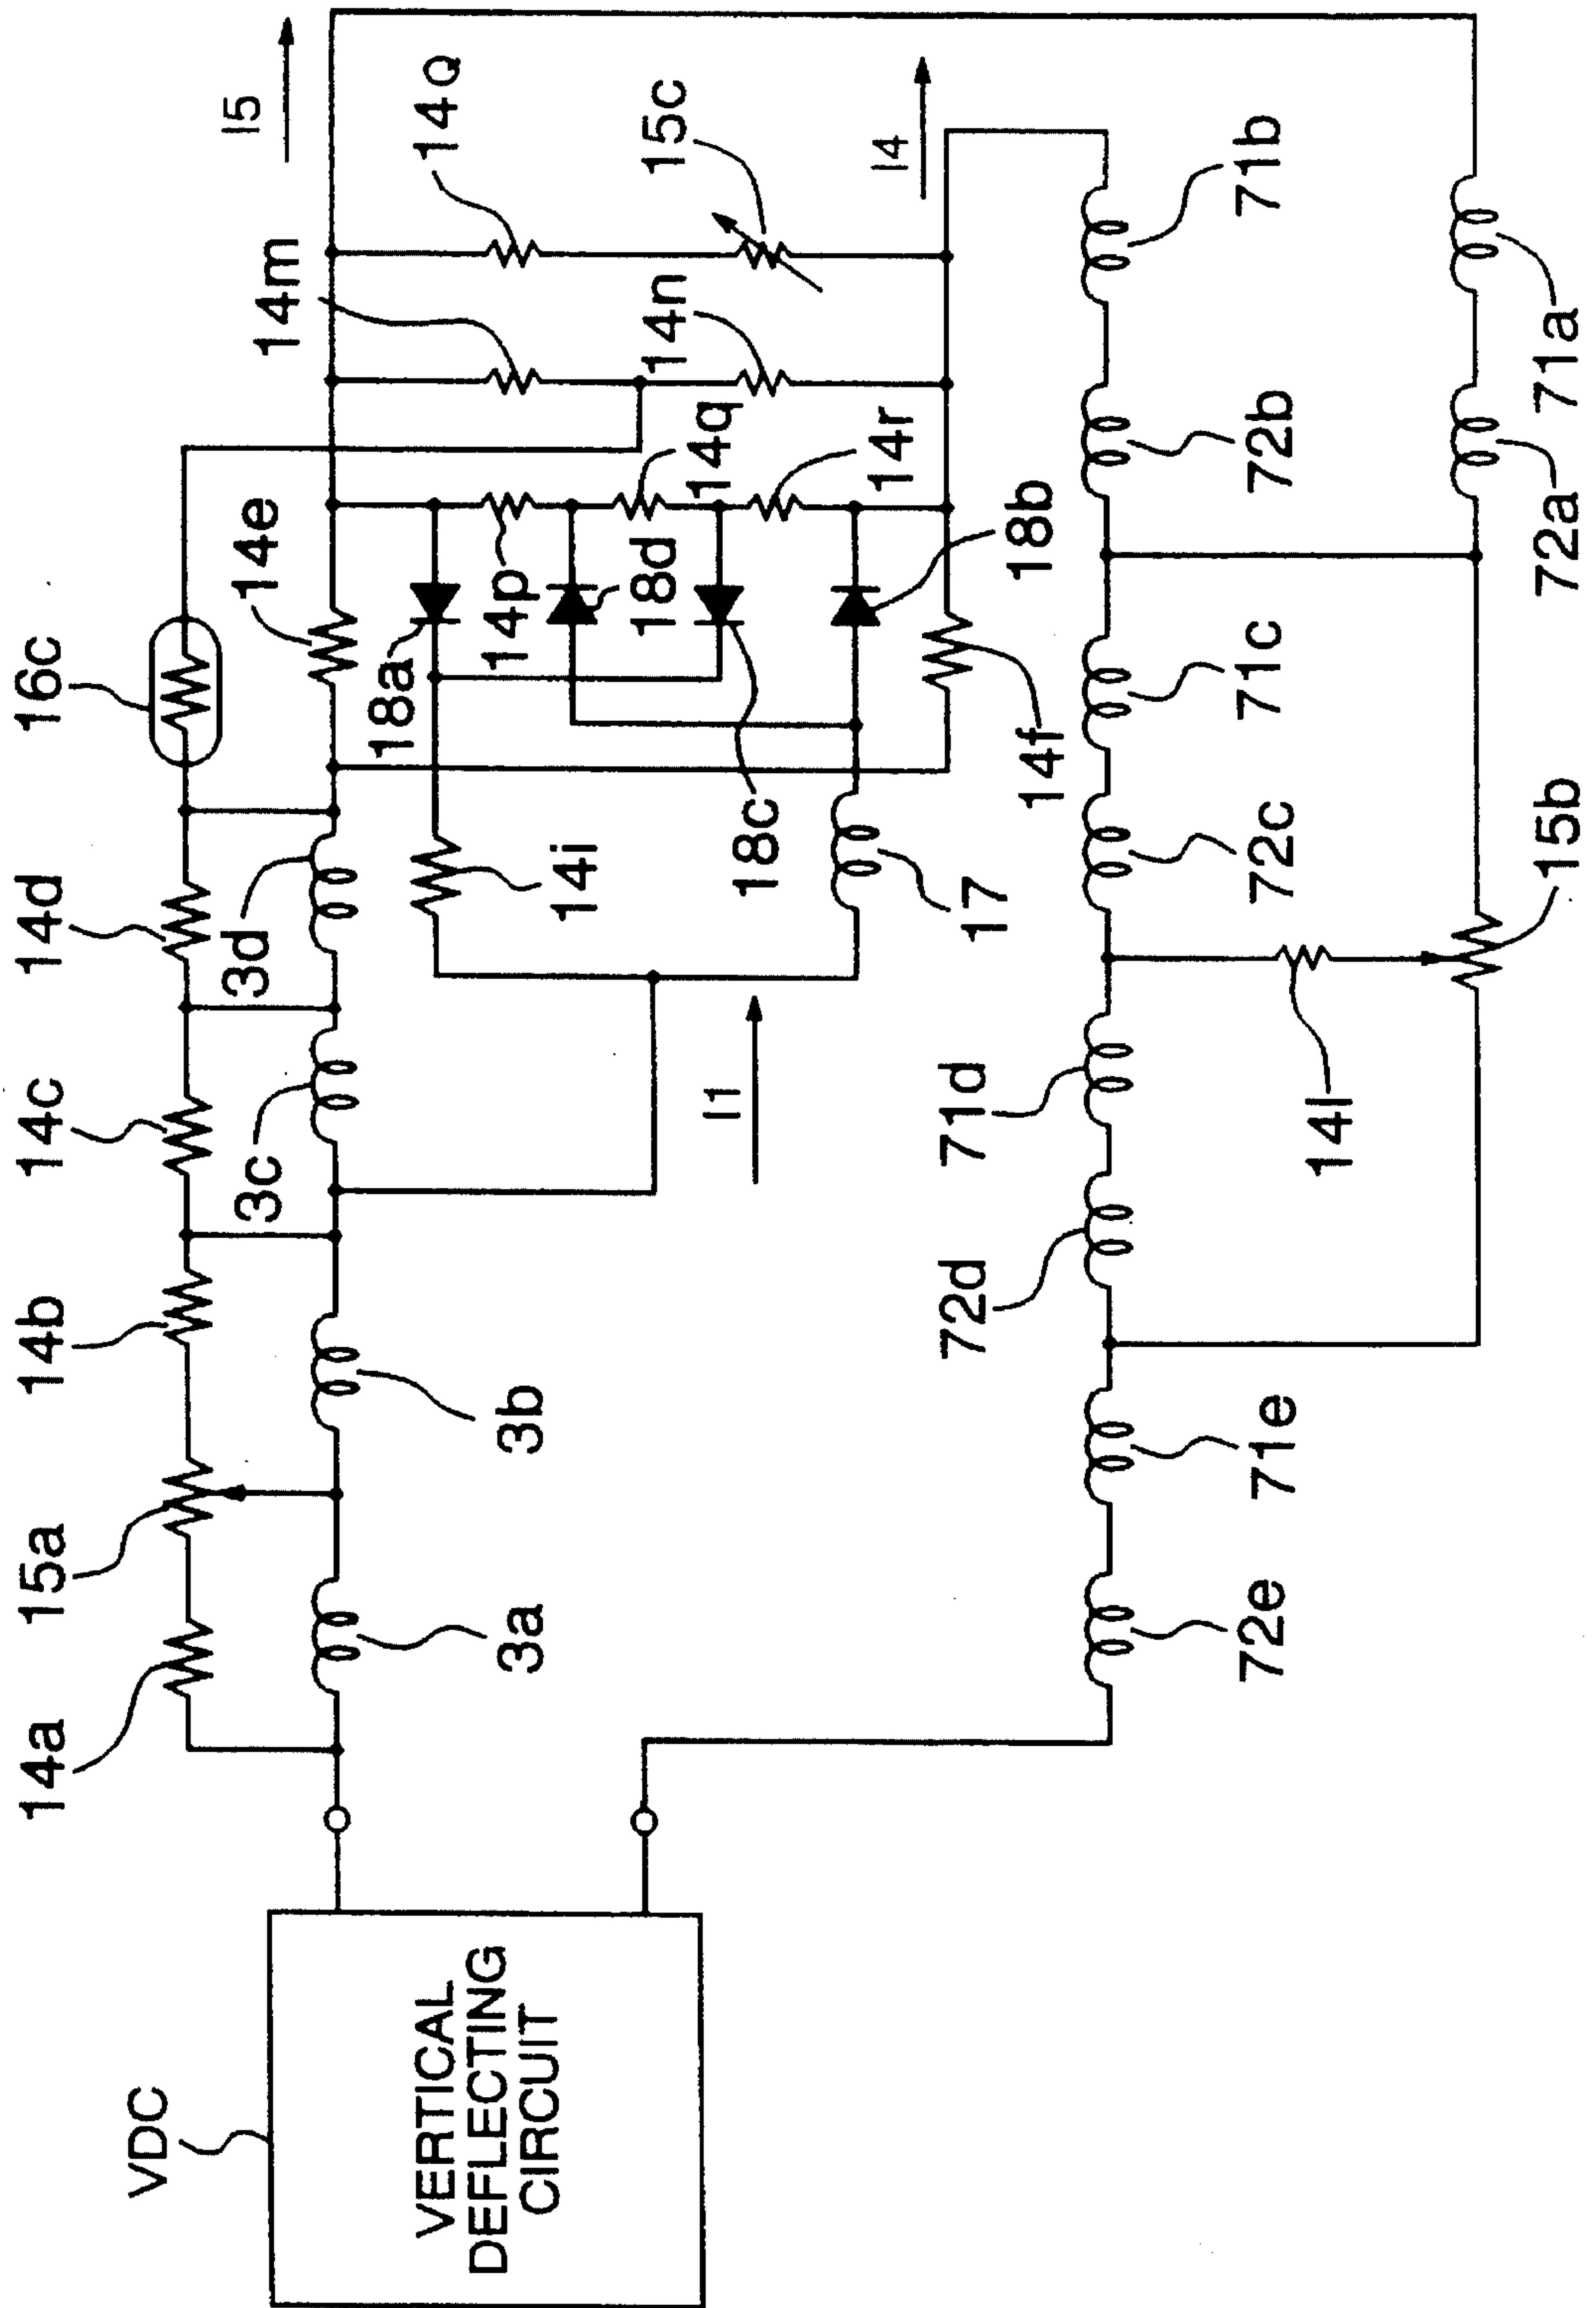 VDC
VERTICAL
DEFLECTING
CIRCUIT
14a
15a
14b
14c
14d
16c
3c
3d
14e
14m
I5
18a
14Q
3a
3b
14i
14p
18d
14n
15c
14q
I1
18c
14r
I4
17
18b
14f
72d
71d
72e
71e
72c
71c
72b
71b
14l
15b
72a
71a